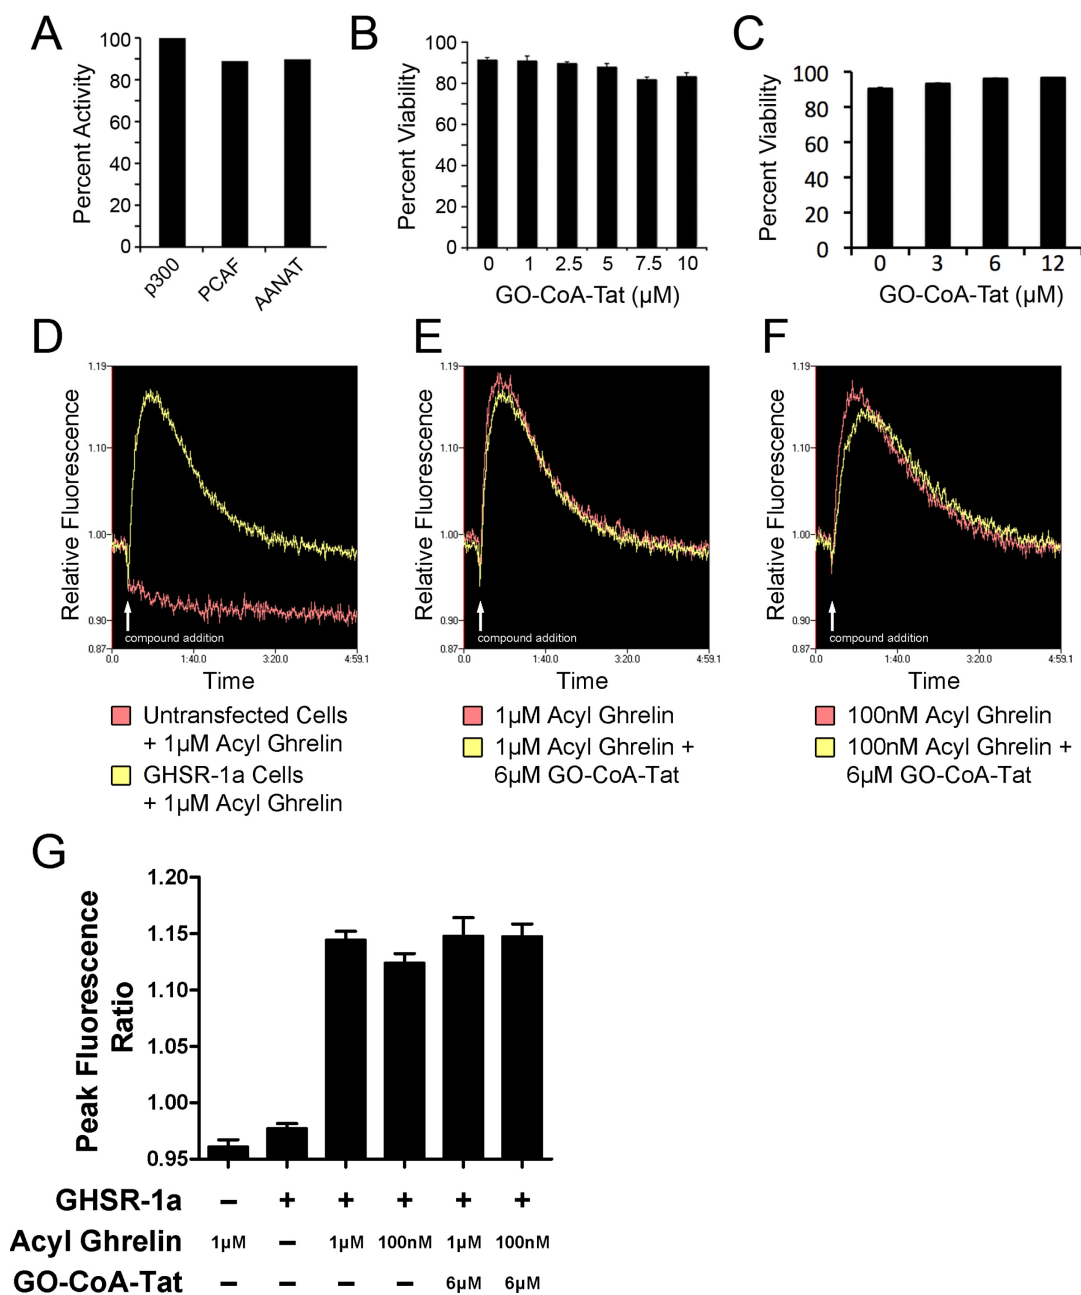 A
Percent Activity
100
80
60
40
20
0
p300
PCAF
AANAT
B
Percent Viability
100
80
60
40
20
0
0 1 2.5 5 7.5 10
GO-CoA-Tat (µM)
C
Percent Viability
100
80
60
40
20
0
0 3 6 12
GO-CoA-Tat (µM)
D
Relative Fluorescence
1.19
1.10
1.00
0.90
0.87
compound addition
0.0 1:40.0 3:20.0 4:59.1
Time
Untransfected Cells
+ 1µM Acyl Ghrelin
GHSR-1a Cells
+ 1µM Acyl Ghrelin
E
Relative Fluorescence
1.19
1.10
1.00
0.90
0.87
compound addition
0.0 1:40.0 3:20.0 4:59.1
Time
1µM Acyl Ghrelin
1µM Acyl Ghrelin +
6µM GO-CoA-Tat
F
Relative Fluorescence
1.19
1.10
1.00
0.90
0.87
compound addition
0.0 1:40.0 3:20.0 4:59.1
Time
100nM Acyl Ghrelin
100nM Acyl Ghrelin +
6µM GO-CoA-Tat
G
Peak Fluorescence
Ratio
1.20
1.15
1.10
1.05
1.00
0.95
GHSR-1a – + + + + +
Acyl Ghrelin 1µM – 1µM 100nM 1µM 100nM
GO-CoA-Tat – – – – 6µM 6µM